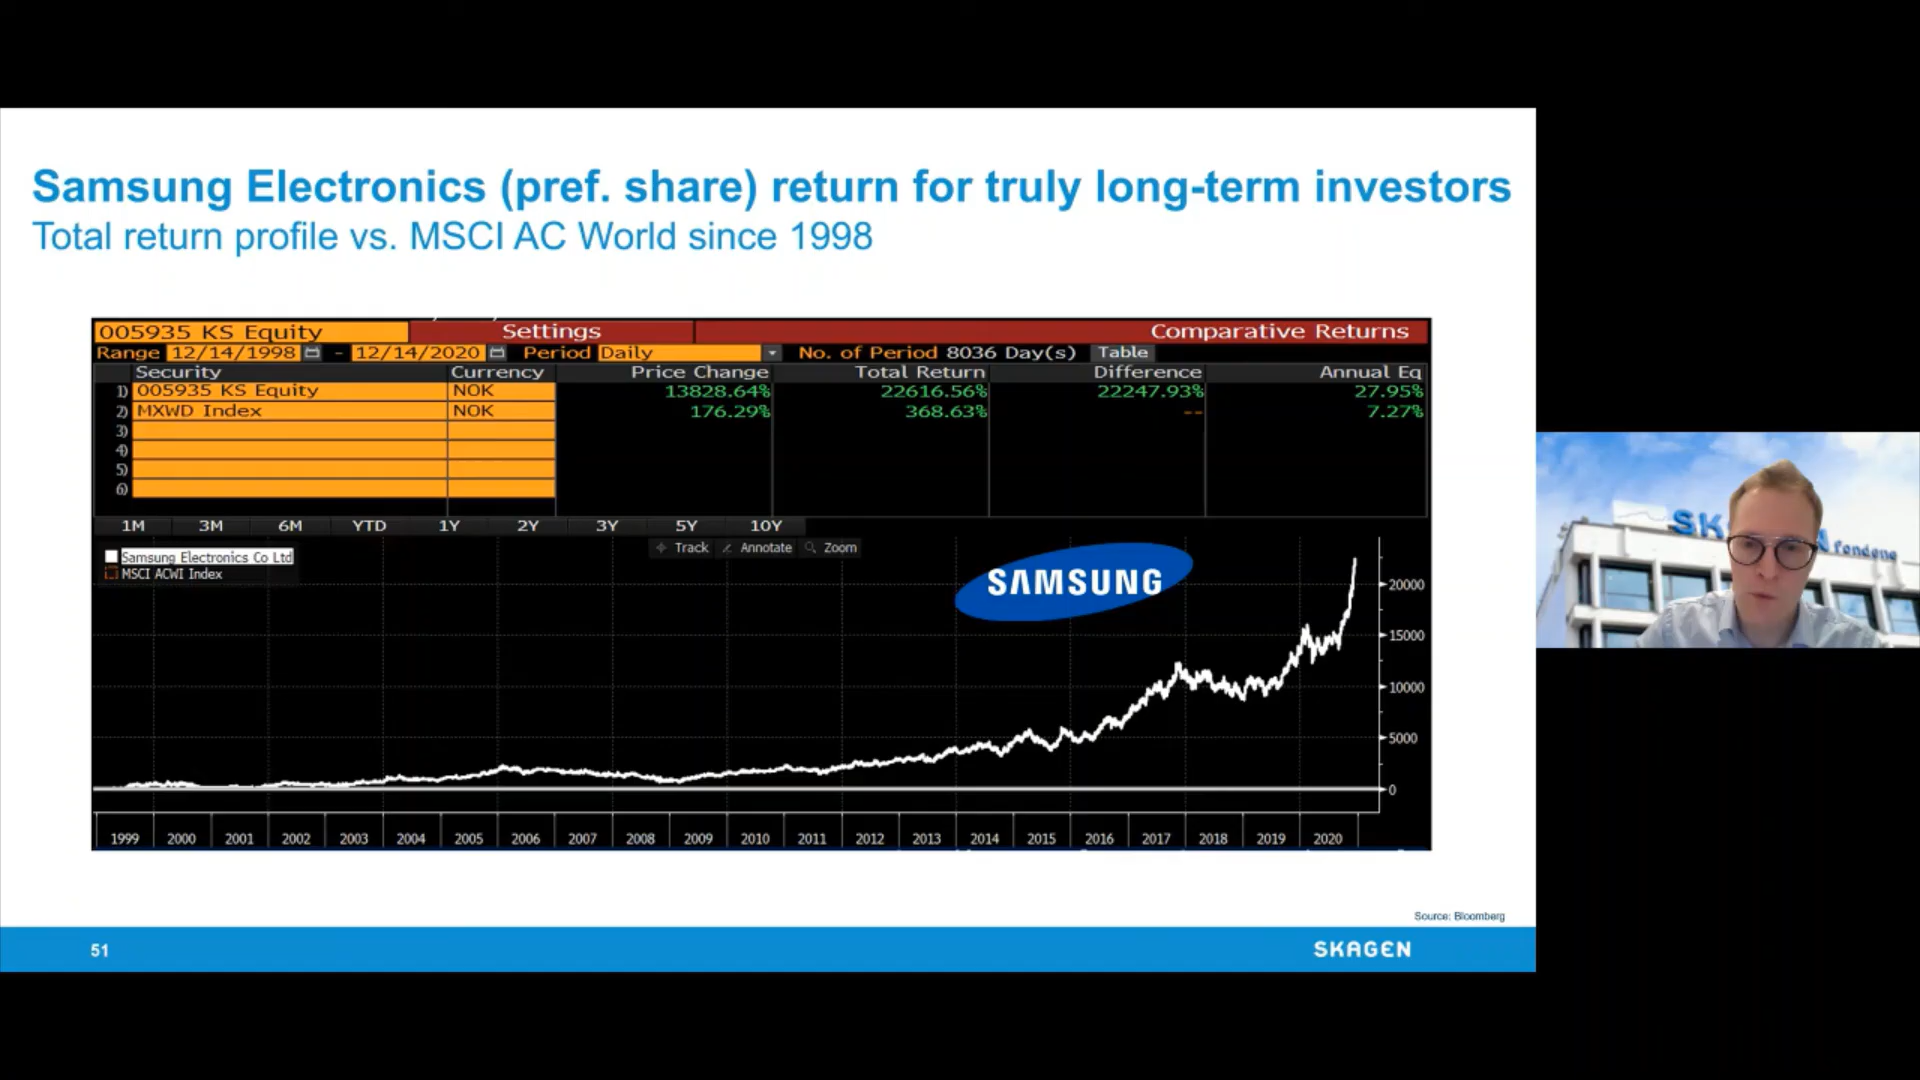 Samsung Electronics (pref. share) return for truly long-term investors
Total return profile vs. MSCI AC World since 1998
005935 KS Equity Settings Comparative Returns
Range 12/14/1998 - 12/14/2020 Period Daily No. of Period 8036 Day(s) Table
Security Currency Price Change Total Return Difference Annual Eq
1) 005935 KS Equity NOK 13828.64% 22616.56% 22247.93% 27.95%
2) MXWD Index NOK 176.29% 368.63% -- 7.27%
3)
4)
5)
6)
1M 3M 6M YTD 1Y 2Y 3Y 5Y 10Y
Track Annotate Zoom
Samsung Electronics Co Ltd
MSCI ACWI Index
SAMSUNG
20000
15000
10000
5000
0
1999 2000 2001 2002 2003 2004 2005 2006 2007 2008 2009 2010 2011 2012 2013 2014 2015 2016 2017 2018 2019 2020
Source: Bloomberg
51
SKAGEN
fondene